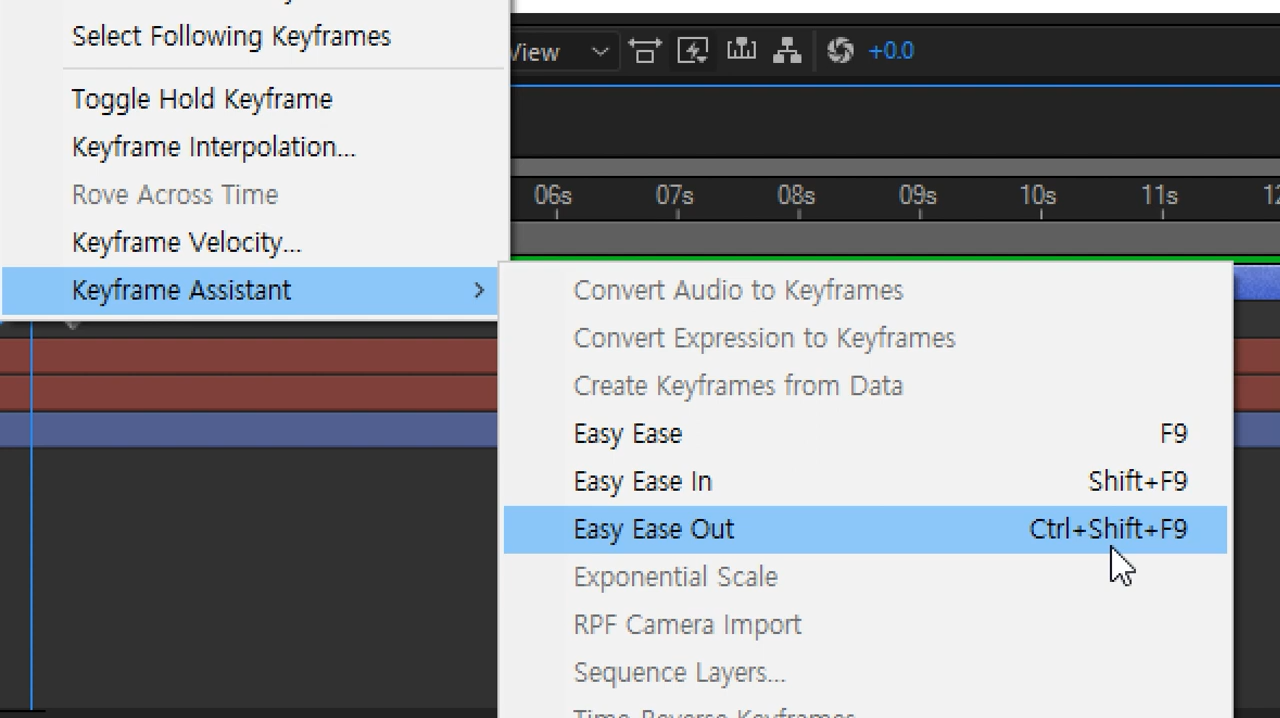 Select Following Keyframes
View
+0.0
Toggle Hold Keyframe
Keyframe Interpolation...
Rove Across Time
06s 07s 08s 09s 10s 11s
Keyframe Velocity...
Keyframe Assistant
Convert Audio to Keyframes
Convert Expression to Keyframes
Create Keyframes from Data
Easy Ease F9
Easy Ease In Shift+F9
Easy Ease Out Ctrl+Shift+F9
Exponential Scale
RPF Camera Import
Sequence Layers...
Time-Reverse Keyframes